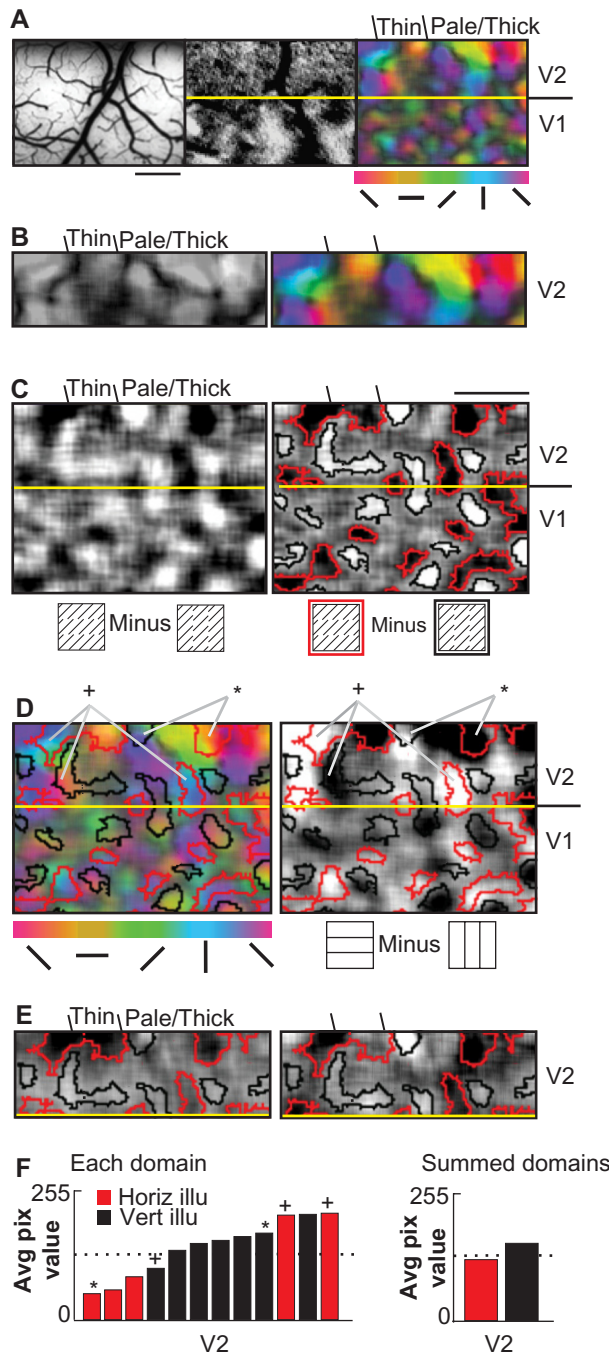 A
Thin Pale/Thick
V2
V1
B
Thin Pale/Thick
V2
C
Thin Pale/Thick
V2
V1
Minus
Minus
+ * + *
D
V2
V1
Minus
E
Thin Pale/Thick
V2
F
Each domain
Summed domains
255
Avg pix value
0
Horiz illu
Vert illu
* + * + +
V2
255
Avg pix value
0
V2